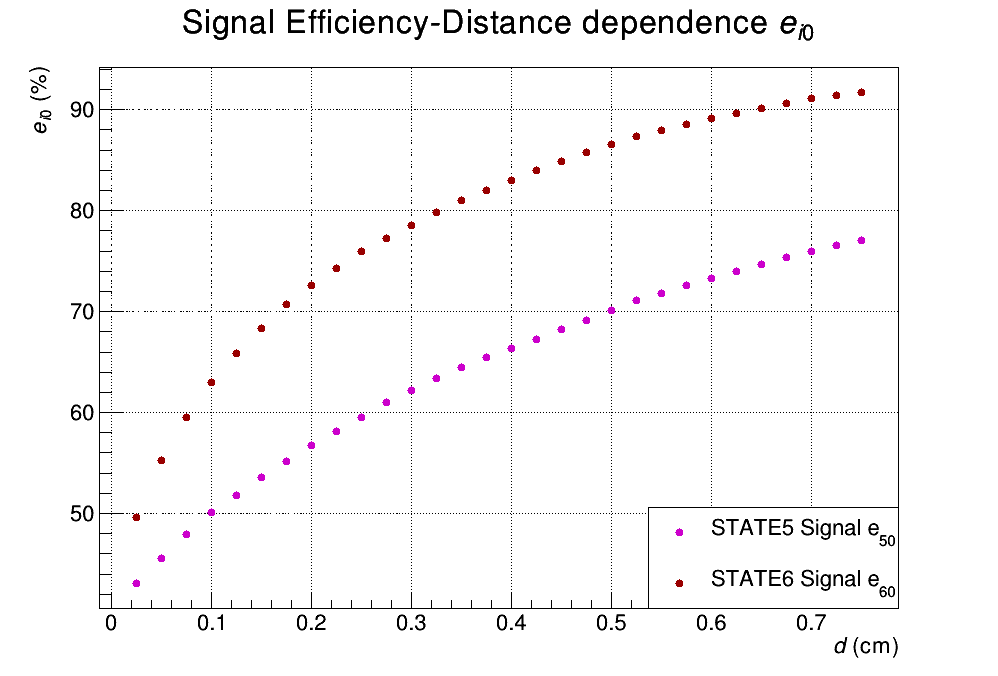 Signal Efficiency-Distance dependence e_i0
e_i0 (%)
90
80
70
60
50
STATE5 Signal e_50
STATE6 Signal e_60
0 0.1 0.2 0.3 0.4 0.5 0.6 0.7
d (cm)